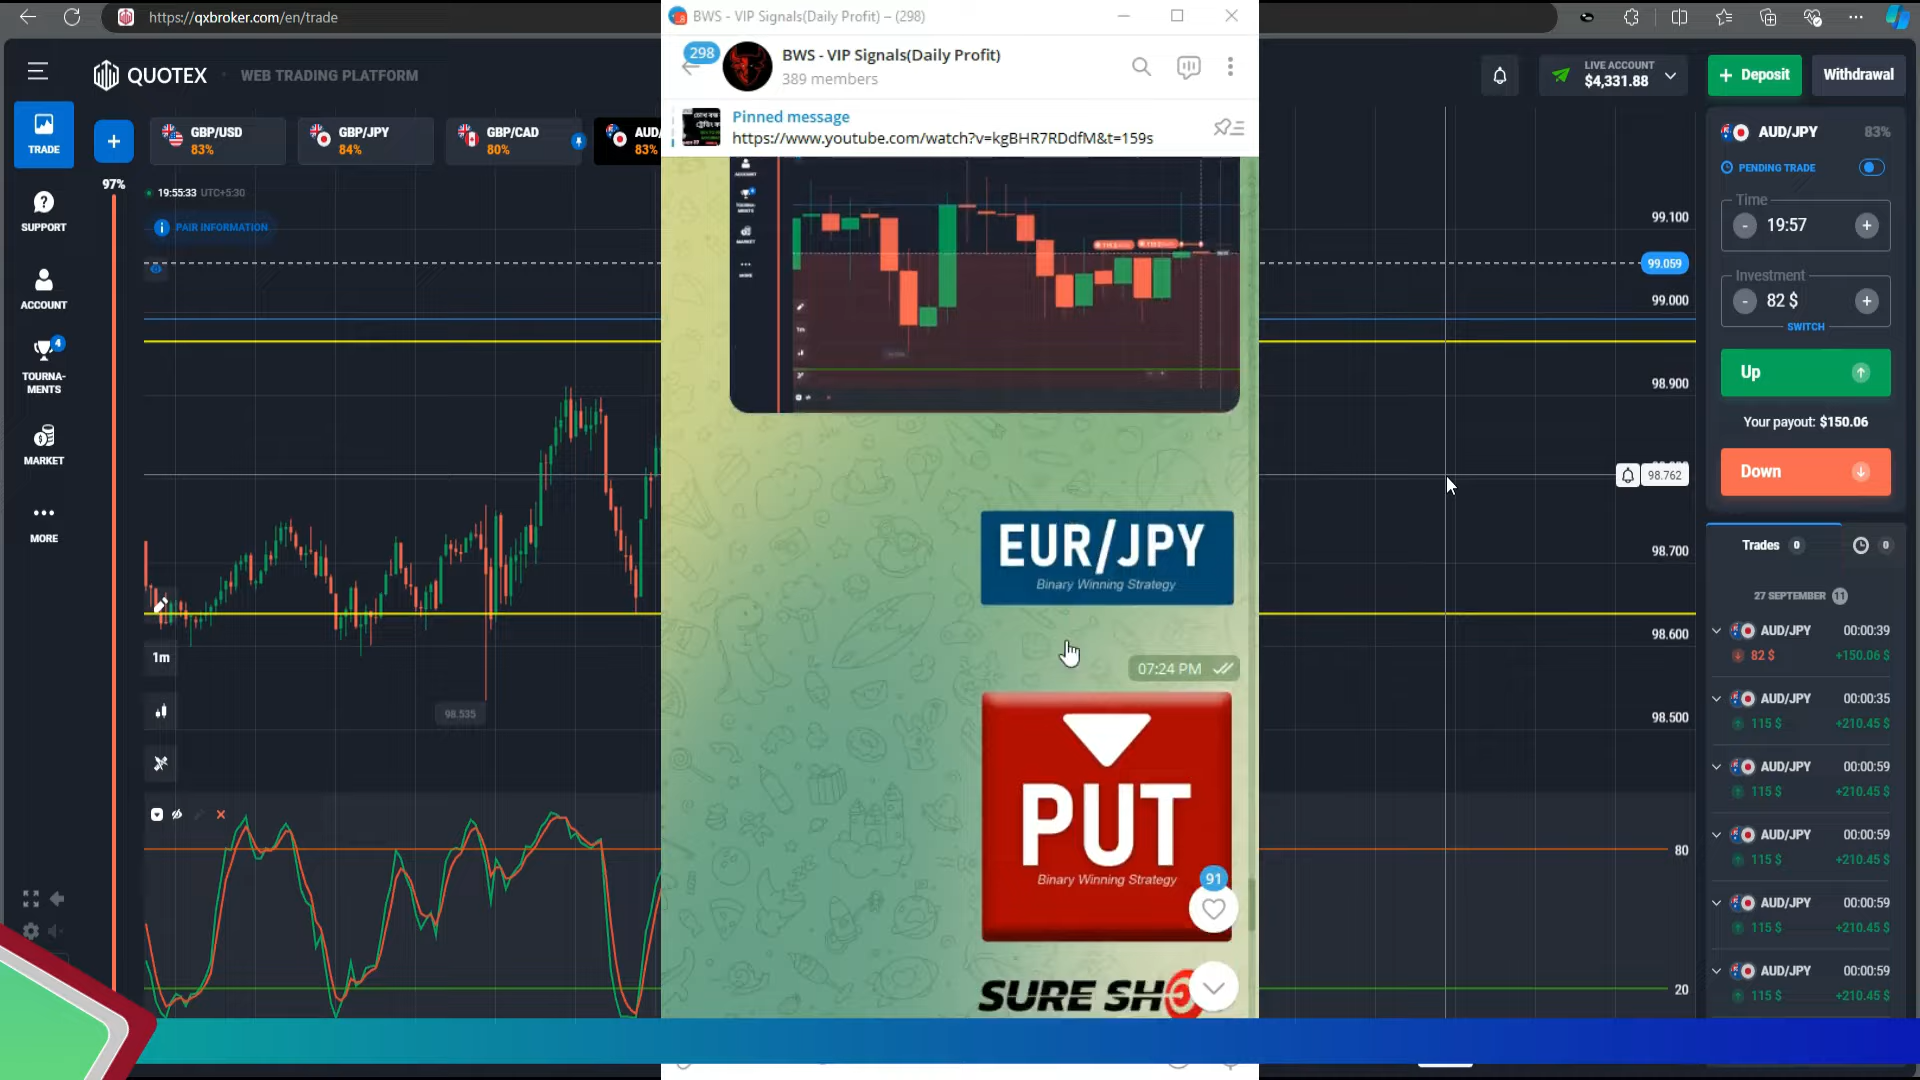 https://qxbroker.com/en/trade
BWS - VIP Signals(Daily Profit) – (298)
QUOTEX
WEB TRADING PLATFORM
298
BWS - VIP Signals(Daily Profit)
389 members
LIVE ACCOUNT
$4,331.88
+ Deposit
Withdrawal
TRADE
+
GBP/USD
83%
GBP/JPY
84%
GBP/CAD
80%
AUD/
83%
Pinned message
https://www.youtube.com/watch?v=kgBHR7RDdfM&t=159s
AUD/JPY
83%
PENDING TRADE
97%
19:55:33 UTC+5:30
PAIR INFORMATION
Time
- 19:57 +
Investment
- 82 $ +
SWITCH
Up
Your payout: $150.06
Down
SUPPORT
ACCOUNT
4
TOURNA-
MENTS
MARKET
MORE
99.100
99.059
99.000
98.900
98.762
98.700
98.600
98.500
80
20
1m
98.535
EUR/JPY
Binary Winning Strategy
07:24 PM
PUT
Binary Winning Strategy
91
SURE SH
Trades 0
0
27 SEPTEMBER 11
AUD/JPY 00:00:39
82 $ +150.06 $
AUD/JPY 00:00:35
115 $ +210.45 $
AUD/JPY 00:00:59
115 $ +210.45 $
AUD/JPY 00:00:59
115 $ +210.45 $
AUD/JPY 00:00:59
115 $ +210.45 $
AUD/JPY 00:00:59
115 $ +210.45 $